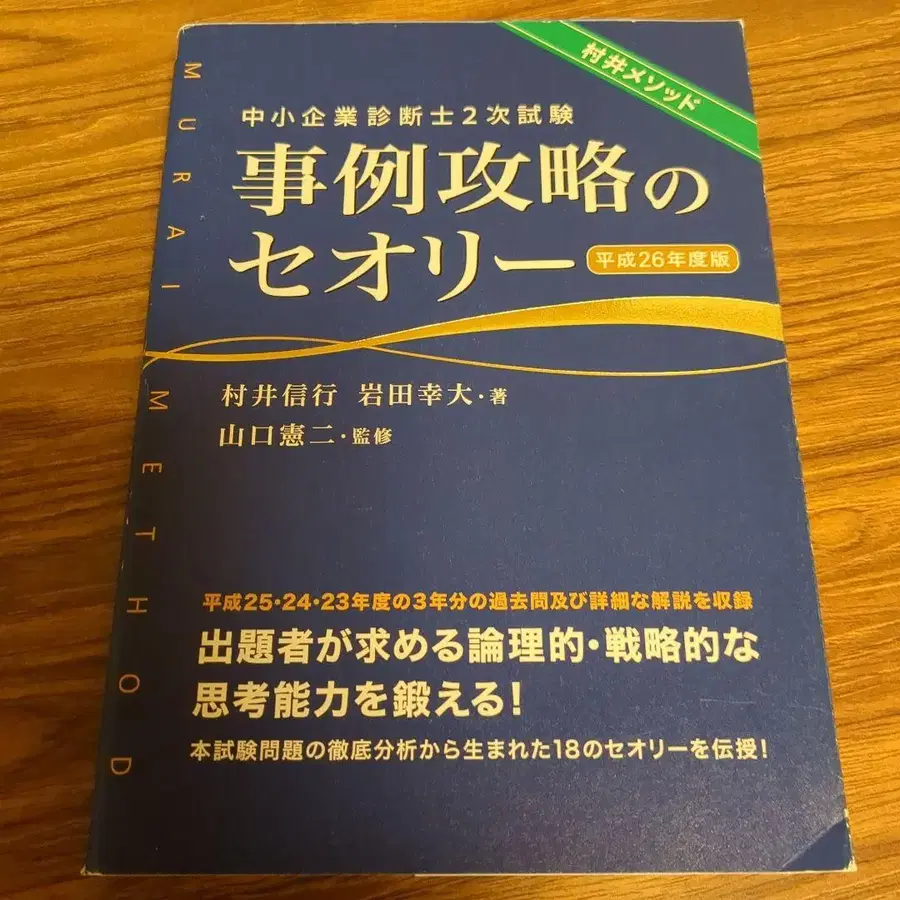 村井メソッド
中小企業診断士2次試験
事例攻略の
セオリー
平成26年度版
村井信行 岩田幸大・著
山口憲二・監修
平成25・24・23年度の3年分の過去問及び詳細な解説を収録
出題者が求める論理的・戦略的な
思考能力を鍛える!
本試験問題の徹底分析から生まれた18のセオリーを伝授!
MURAI METHOD